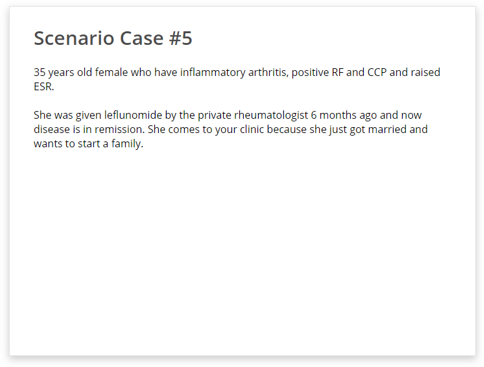 Scenario Case #5
35 years old female who have inflammatory arthritis, positive RF and CCP and raised
ESR.
She was given leflunomide by the private rheumatologist 6 months ago and now
disease is in remission. She comes to your clinic because she just got married and
wants to start a family.